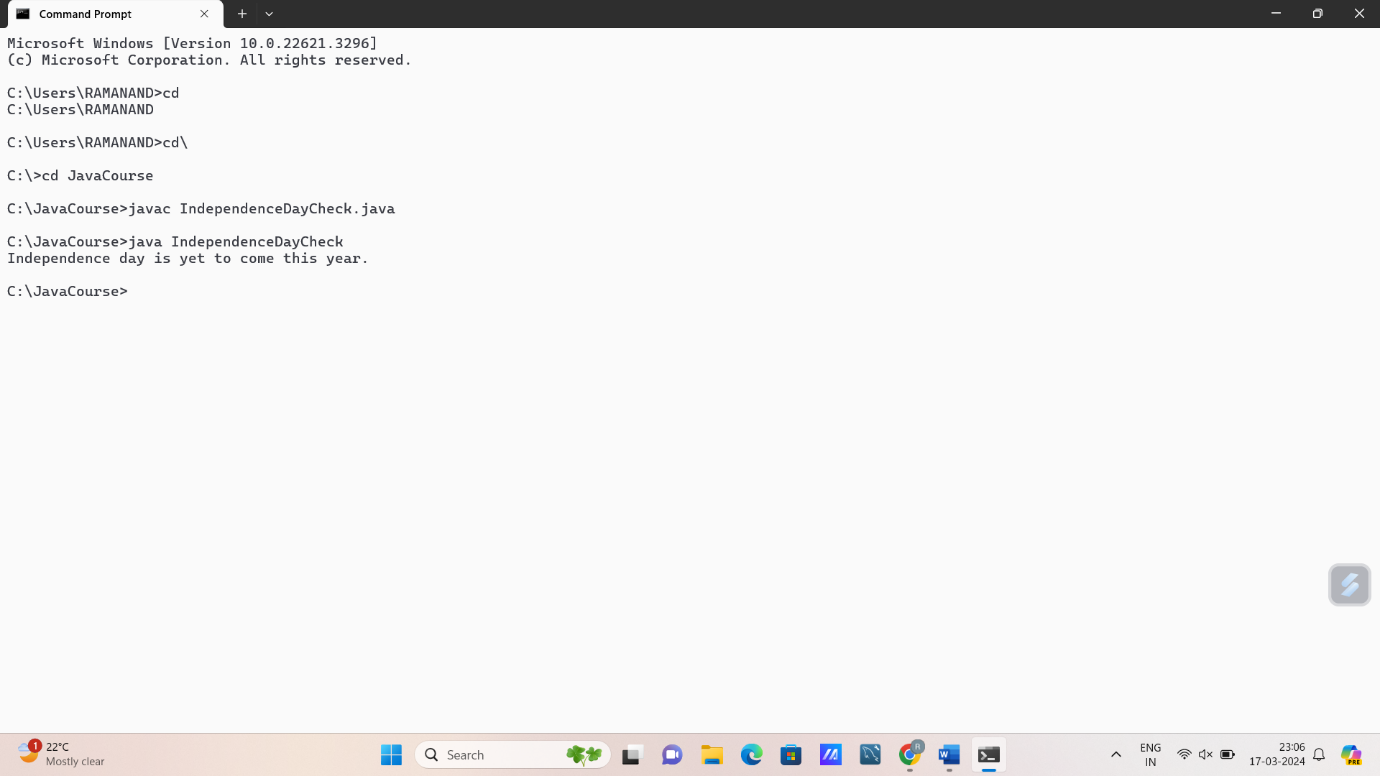 Command Prompt
Microsoft Windows [Version 10.0.22621.3296]
(c) Microsoft Corporation. All rights reserved.
C:\Users\RAMANAND>cd
C:\Users\RAMANAND
C:\Users\RAMANAND>cd\
C:\>cd JavaCourse
C:\JavaCourse>javac IndependenceDayCheck.java
C:\JavaCourse>java IndependenceDayCheck
Independence day is yet to come this year.
C:\JavaCourse>
1
22°C
Mostly clear
Search
R
W
ENG
IN
23:06
17-03-2024
PRE